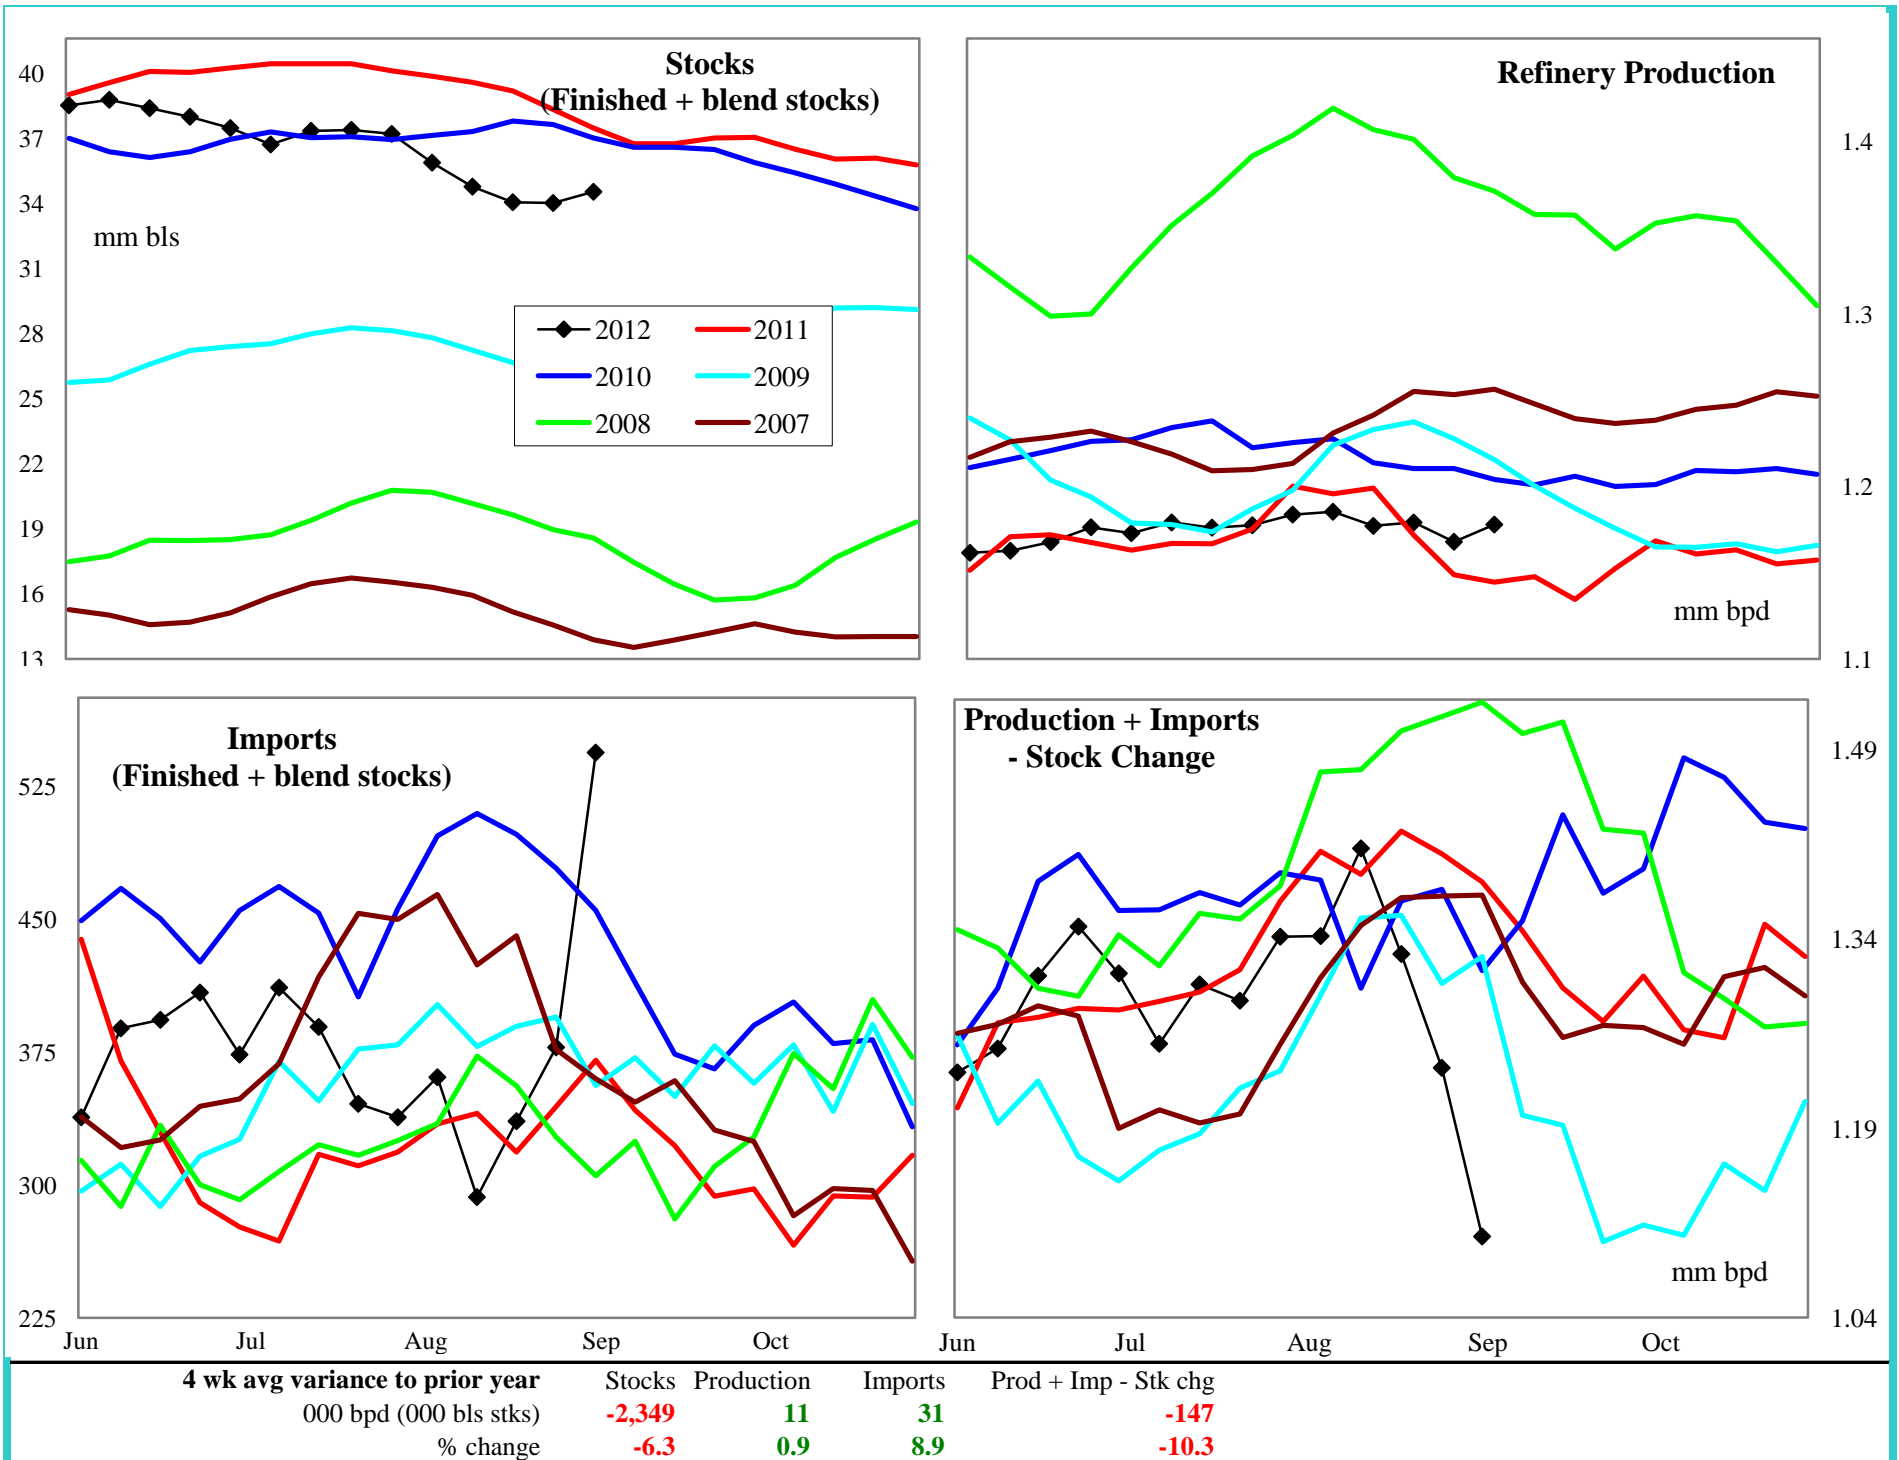 Stocks
(Finished + blend stocks)
40
37
34
31
28
25
22
19
16
13
mm bls
2012 2011
2010 2009
2008 2007
Refinery Production
1.4
1.3
1.2
1.1
mm bpd
Imports
(Finished + blend stocks)
525
450
375
300
225
Jun Jul Aug Sep Oct
Production + Imports
- Stock Change
1.49
1.34
1.19
1.04
mm bpd
Jun Jul Aug Sep Oct
4 wk avg variance to prior year Stocks Production Imports Prod + Imp - Stk chg
000 bpd (000 bls stks) -2,349 11 31 -147
% change -6.3 0.9 8.9 -10.3